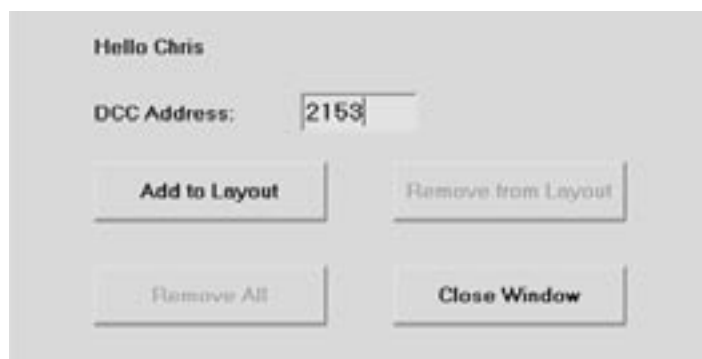 Hello Chris
DCC Address: 2153
Add to Layout
Remove from Layout
Remove All
Close Window